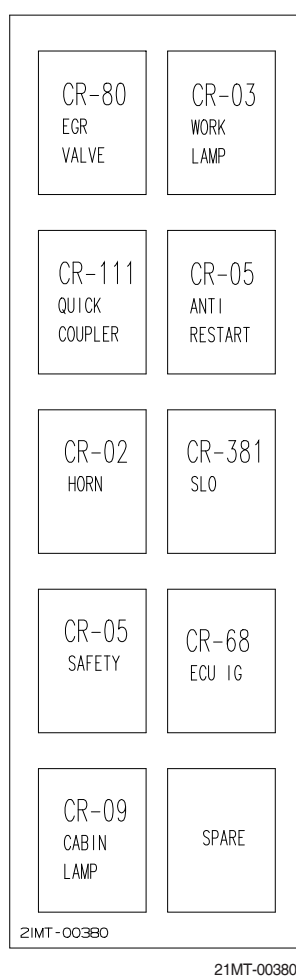 CR-80
EGR
VALVE
CR-03
WORK
LAMP
CR-111
QUICK
COUPLER
CR-05
ANTI
RESTART
CR-02
HORN
CR-381
SLO
CR-05
SAFETY
CR-68
ECU IG
CR-09
CABIN
LAMP
SPARE
21MT-00380
21MT-00380